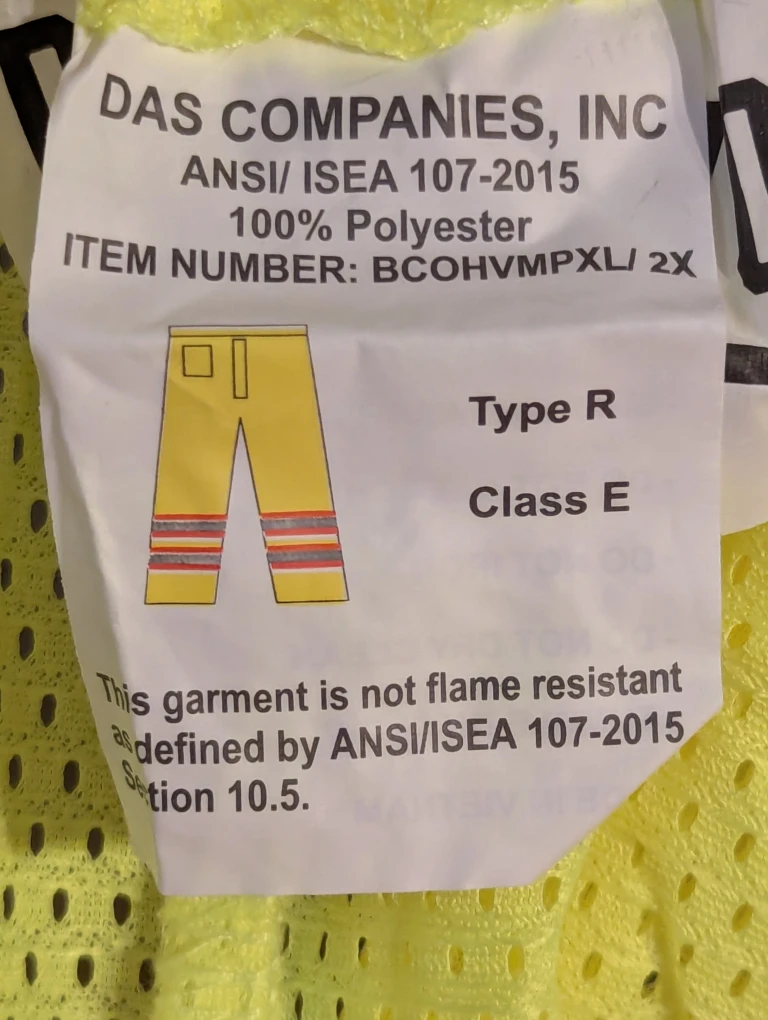 DAS COMPANIES, INC
ANSI/ ISEA 107-2015
100% Polyester
ITEM NUMBER: BCOHVMPXL/ 2X
Type R
Class E
This garment is not flame resistant
as defined by ANSI/ISEA 107-2015
Section 10.5.